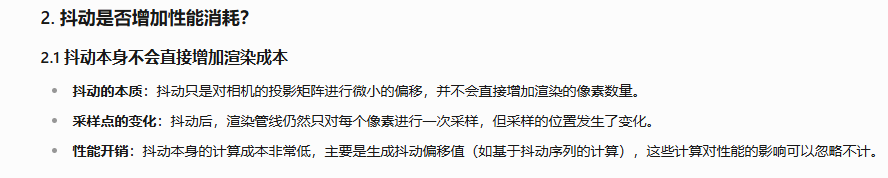 2. 抖动是否增加性能消耗？
2.1 抖动本身不会直接增加渲染成本
抖动的本质：抖动只是对相机的投影矩阵进行微小的偏移，并不会直接增加渲染的像素数量。
采样点的变化：抖动后，渲染管线仍然只对每个像素进行一次采样，但采样的位置发生了变化。
性能开销：抖动本身的计算成本非常低，主要是生成抖动偏移值（如基于抖动序列的计算），这些计算对性能的影响可以忽略不计。